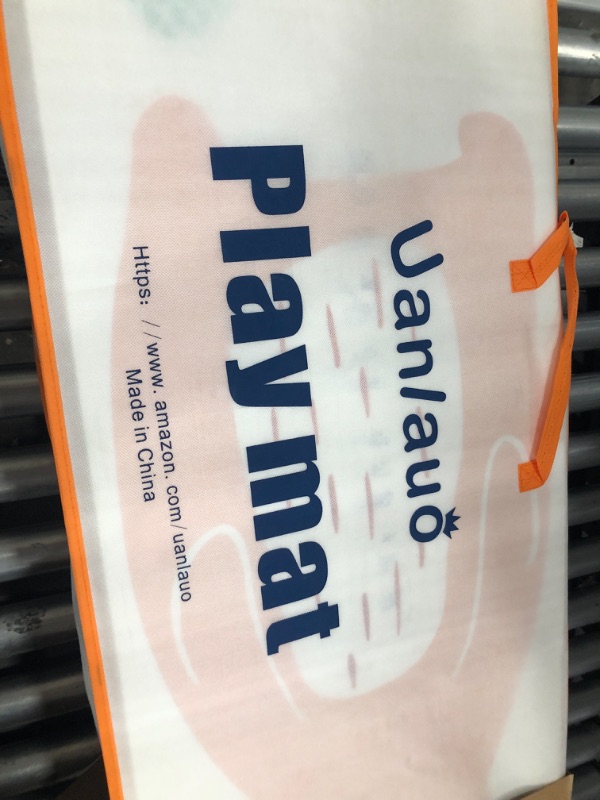 Uanlauo
Play mat
Https: //www. amazon. com/uanlauo
Made in China